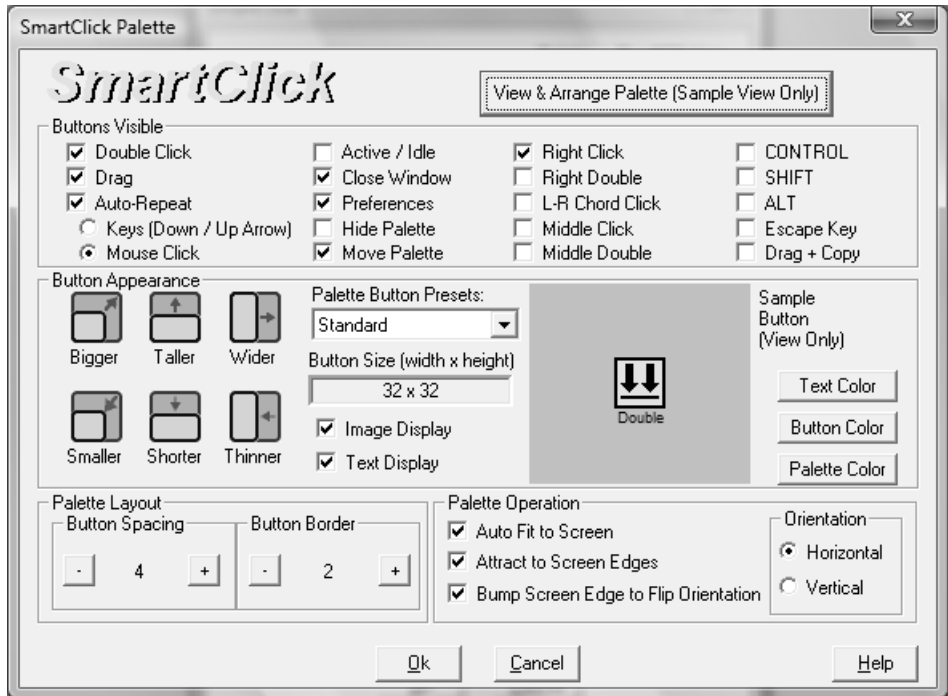 SmartClick Palette
SmartClick
View & Arrange Palette (Sample View Only)
Buttons Visible
Double Click
Drag
Auto-Repeat
Keys (Down / Up Arrow)
Mouse Click
Active / Idle
Close Window
Preferences
Hide Palette
Move Palette
Right Click
Right Double
L-R Chord Click
Middle Click
Middle Double
CONTROL
SHIFT
ALT
Escape Key
Drag + Copy
Button Appearance
Bigger
Taller
Wider
Smaller
Shorter
Thinner
Palette Button Presets:
Standard
Button Size (width x height)
32 x 32
Image Display
Text Display
Double
Sample
Button
(View Only)
Text Color
Button Color
Palette Color
Palette Layout
Button Spacing
- 4 +
Button Border
- 2 +
Palette Operation
Auto Fit to Screen
Attract to Screen Edges
Bump Screen Edge to Flip Orientation
Orientation
Horizontal
Vertical
Ok
Cancel
Help